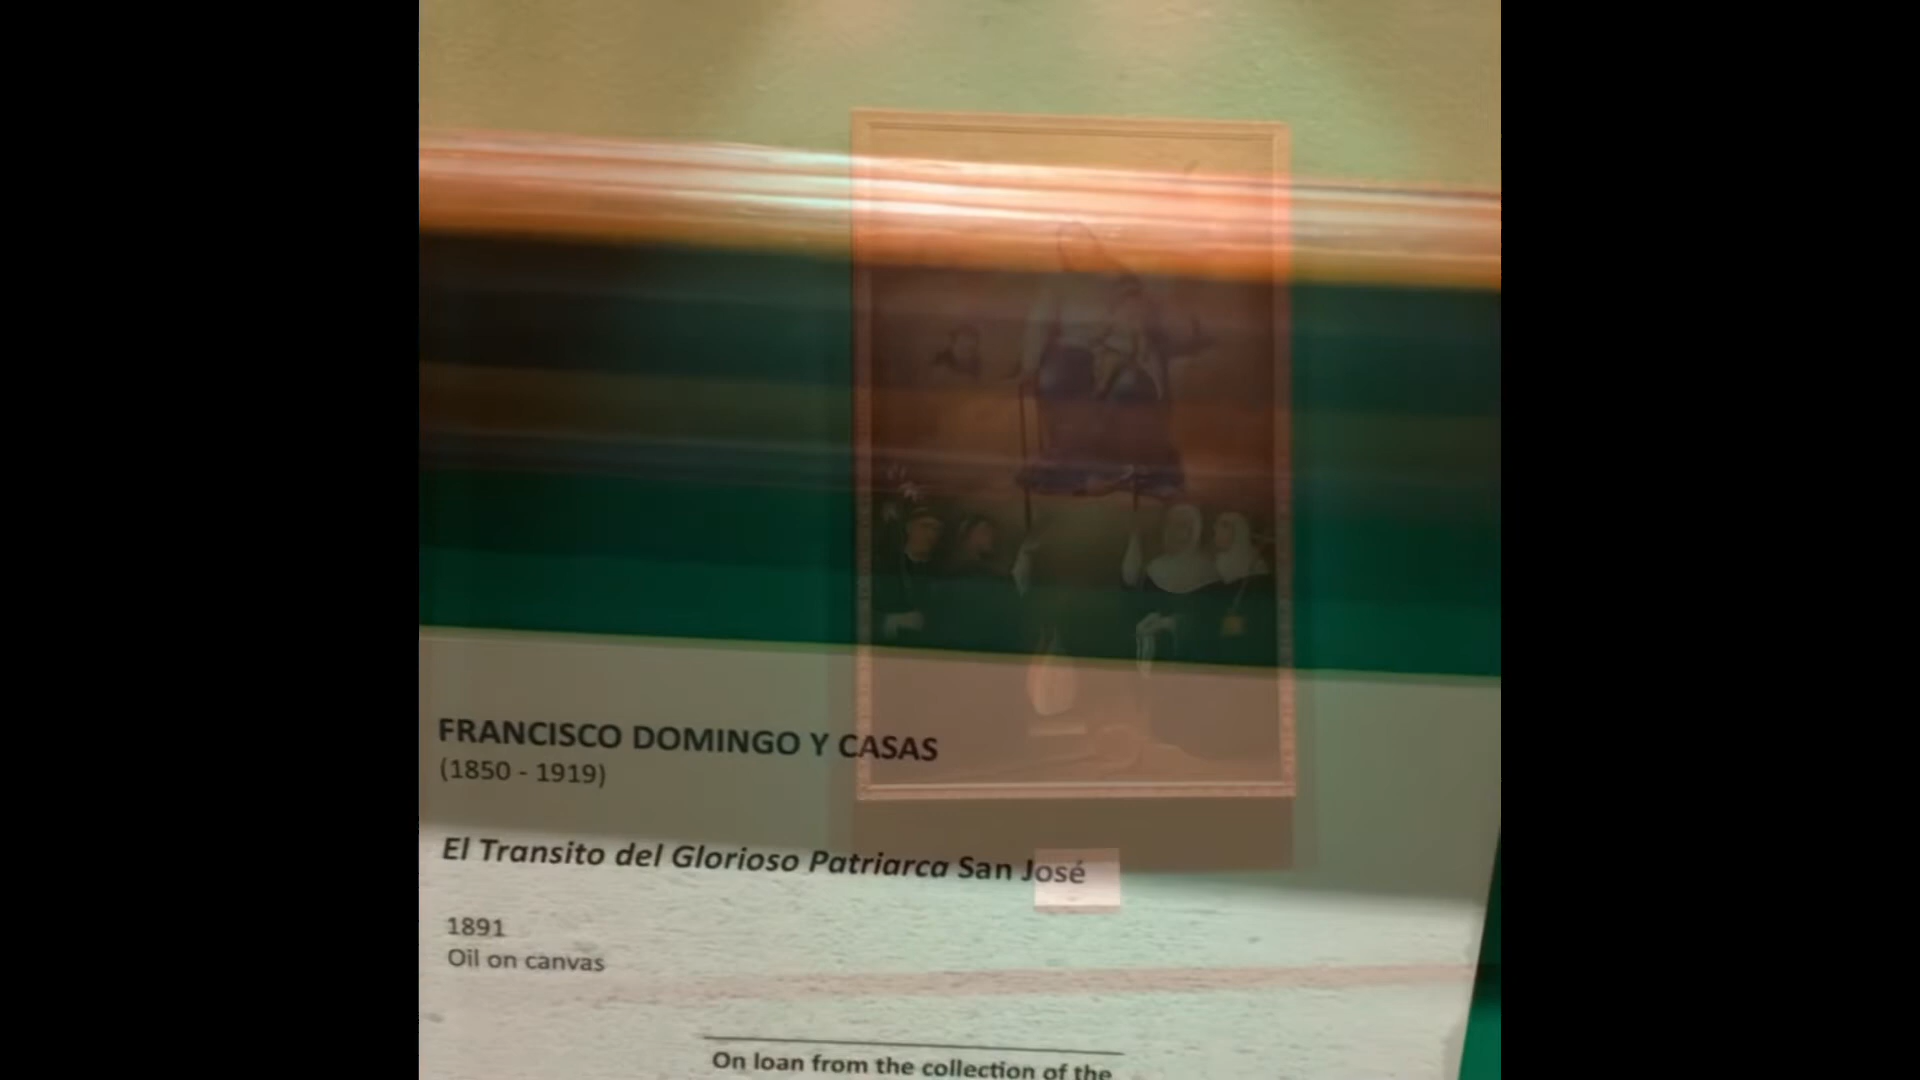 FRANCISCO DOMINGO Y CASAS
(1850 - 1919)
El Transito del Glorioso Patriarca San José
1891
Oil on canvas
On loan from the collection of the